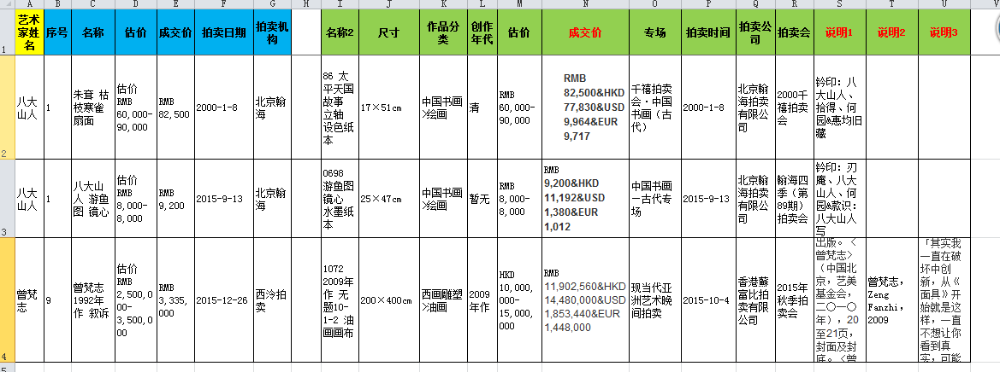 A B C D E F G H I J K L M N O P Q R S T U V
1
艺术
家姓
名
序号
名称
估价
成交价
拍卖日期
拍卖机
构
名称2
尺寸
作品分
类
创作
年代
估价
成交价
专场
拍卖时间
拍卖
公司
拍卖会
说明1
说明2
说明3
2
八大
山人
1
朱耷 枯
枝寒雀
扇面
估价
RMB
60,000-
90,000
RMB
82,500
2000-1-8
北京翰
海
86 太
平天国
故事
立轴
设色纸
本
17×51cm
中国书画
>绘画
清
RMB
60,000-
90,000
RMB
82,500&HKD
77,830&USD
9,964&EUR
9,717
千禧拍卖
会·中国
书画（古
代）
2000-1-8
北京翰
海拍卖
有限公
司
2000千
禧拍卖
会
钤印：八
大山人、
拾得、何
园&惠均旧
藏
3
八大
山人
1
八大山
人 游鱼
图 镜心
估价
RMB
8,000-
8,000
RMB
9,200
2015-9-13
北京翰
海
0698
游鱼图
镜心
水墨纸
本
25×47cm
中国书画
>绘画
暂无
RMB
8,000-
8,000
RMB
9,200&HKD
11,192&USD
1,380&EUR
1,012
中国书画
—古代专
场
2015-9-13
北京翰
海拍卖
有限公
司
翰海四
季（第
89期）
拍卖会
钤印：刃
庵、八大
山人、何
园&款识：
八大山人
写
4
曾梵
志
9
曾梵志
1992年
作 叙诉
估价
RMB
2,500,0
00-
3,500,0
00
RMB
3,335,
000
2015-12-26
西泠拍
卖
1072
2009年
作 无
题10-
1-2 油
画画布
200×400cm
西画雕塑
>油画
2009
年作
HKD
10,000,
000-
15,000,
000
RMB
11,902,560&HKD
14,480,000&USD
1,853,440&EUR
1,448,000
现当代亚
洲艺术晚
间拍卖
2015-10-4
香港蘇
富比拍
卖有限
公司
2015年
秋季拍
卖会
出版。〈
曾梵志〉
（中国北
京，艺美
基金会，
二〇一〇
年），20
至21页，
封面及封
底。〈曾
曾梵志，
Zeng
Fanzhi，
2009
「其实我
一直在破
坏中创
新，从《
面具》开
始就是这
样，一直
不想让你
看到真
实，可能
5